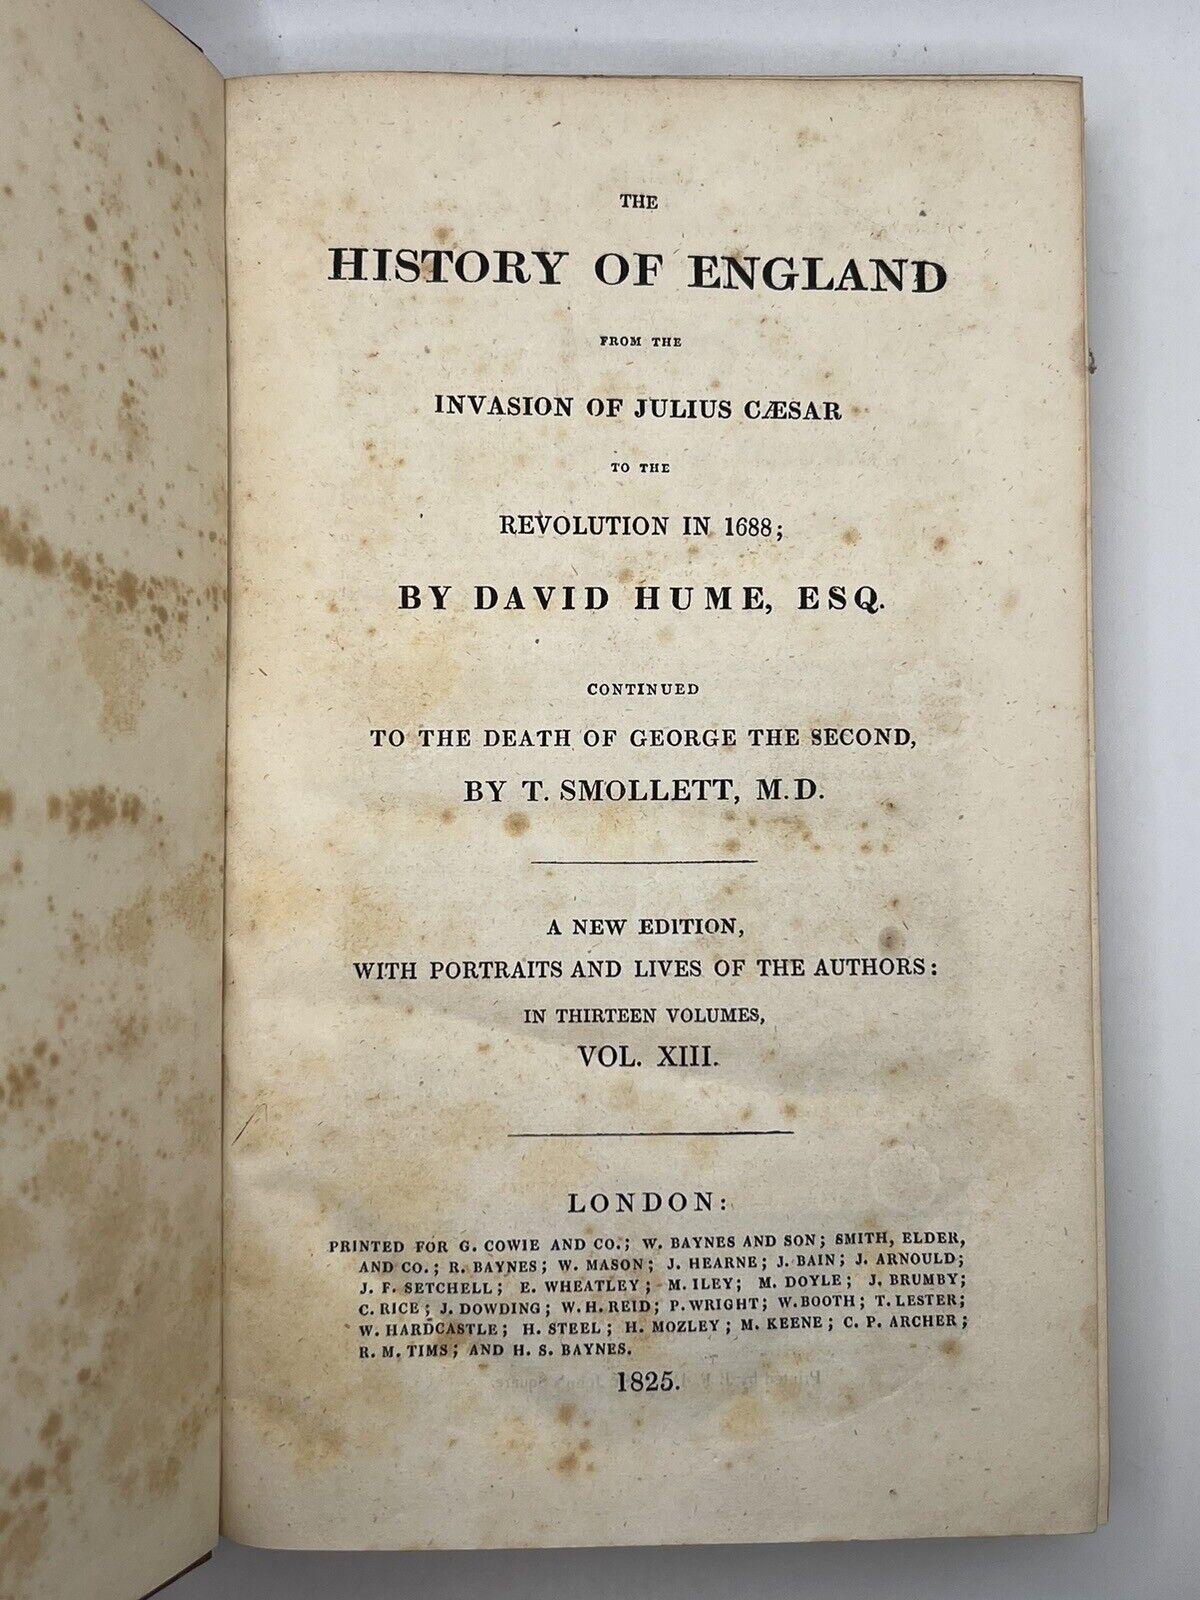 THE
HISTORY OF ENGLAND
FROM THE
INVASION OF JULIUS CÆSAR
TO THE
REVOLUTION IN 1688;
BY DAVID HUME, ESQ.
CONTINUED
TO THE DEATH OF GEORGE THE SECOND,
BY T. SMOLLETT, M.D.
A NEW EDITION,
WITH PORTRAITS AND LIVES OF THE AUTHORS:
IN THIRTEEN VOLUMES,
VOL. XIII.
LONDON:
PRINTED FOR G. COWIE AND CO.; W. BAYNES AND SON; SMITH, ELDER,
AND CO.; R. BAYNES; W. MASON; J. HEARNE; J. BAIN; J. ARNOULD;
J. F. SETCHELL; E. WHEATLEY; M. ILEY; M. DOYLE; J. BRUMBY;
C. RICE; J. DOWDING; W. H. REID; P. WRIGHT; W. BOOTH; T. LESTER;
W. HARDCASTLE; H. STEEL; H. MOZLEY; M. KEENE; C. P. ARCHER;
R. M. TIMS; AND H. S. BAYNES.
1825.